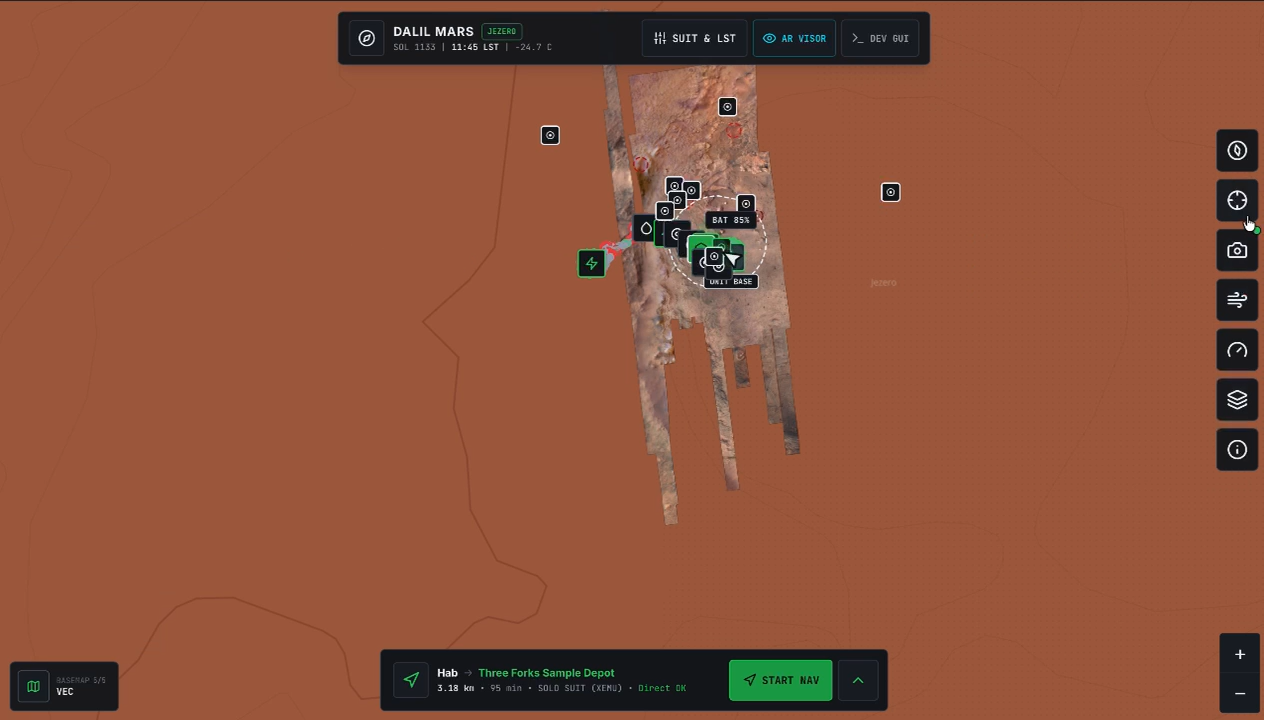 DALIL MARS JEZERO
SOL 1133 | 11:45 LST | -24.7 C
SUIT & LST
AR VISOR
>_ DEV GUI
BAT 85%
UNIT BASE
jezero
BASEMAP 5/5
VEC
Hab → Three Forks Sample Depot
3.18 km • 95 min • SOLO SUIT (XEMU) • Direct OK
START NAV
+
−